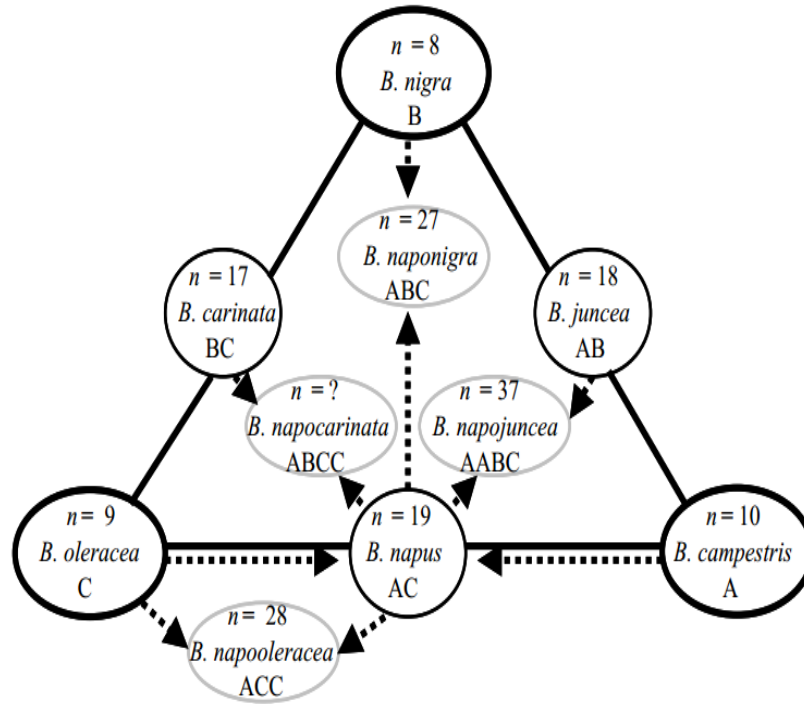 n = 8
B. nigra
B
n = 27
B. naponigra
ABC
n = 17
B. carinata
BC
n = 18
B. juncea
AB
n = ?
B. napocarinata
ABCC
n = 37
B. napojuncea
AABC
n = 9
B. oleracea
C
n = 19
B. napus
AC
n = 10
B. campestris
A
n = 28
B. napooleracea
ACC